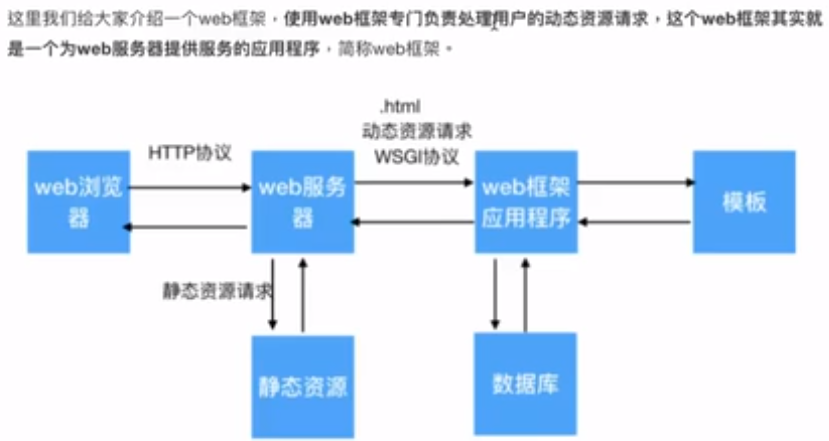 这里我们给大家介绍一个web框架，使用web框架专门负责处理用户的动态资源请求，这个web框架其实就
是一个为web服务器提供服务的应用程序，简称web框架。
.html
动态资源请求
WSGI协议
HTTP协议
web浏览
器
web服务
器
web框架
应用程序
模板
静态资源请求
静态资源
数据库